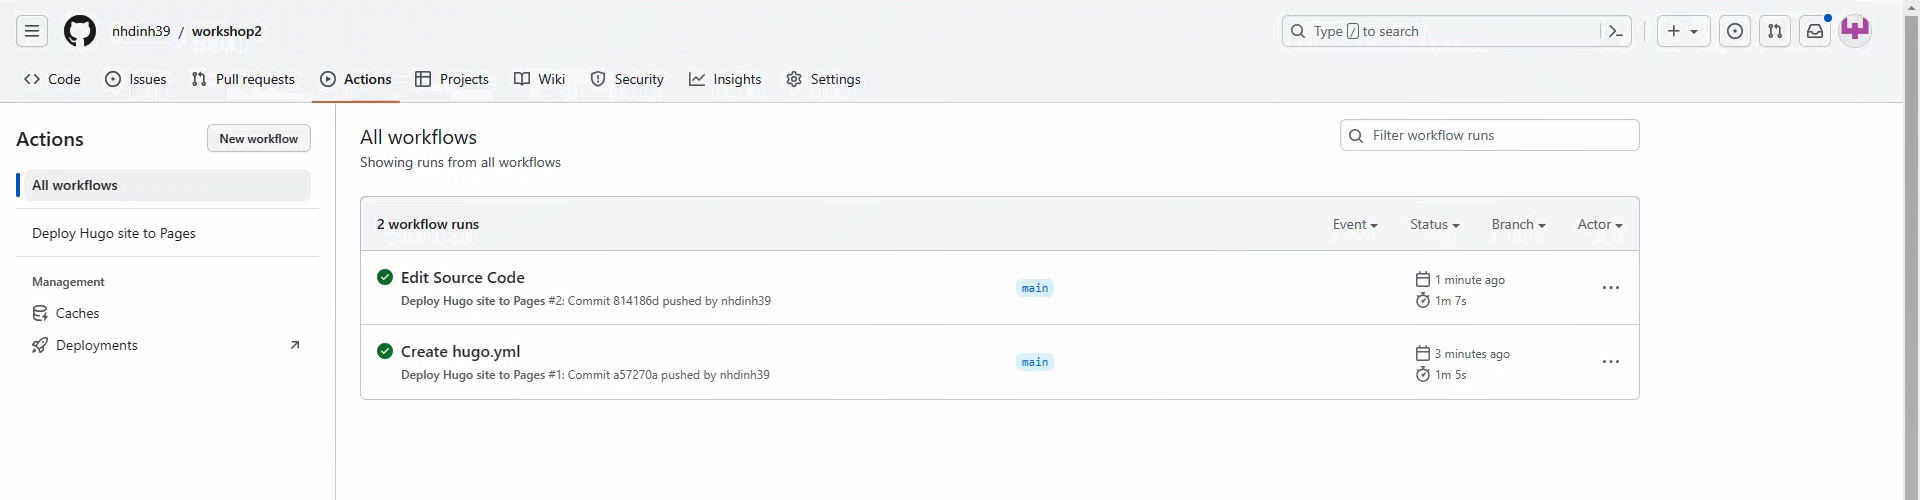 nhdinh39 / workshop2
Type / to search
Code Issues Pull requests Actions Projects Wiki Security Insights Settings
Actions
New workflow
All workflows
Deploy Hugo site to Pages
Management
Caches
Deployments
All workflows
Showing runs from all workflows
Filter workflow runs
2 workflow runs
Event Status Branch Actor
Edit Source Code
Deploy Hugo site to Pages #2: Commit 814186d pushed by nhdinh39
main
1 minute ago
1m 7s
Create hugo.yml
Deploy Hugo site to Pages #1: Commit a57270a pushed by nhdinh39
main
3 minutes ago
1m 5s